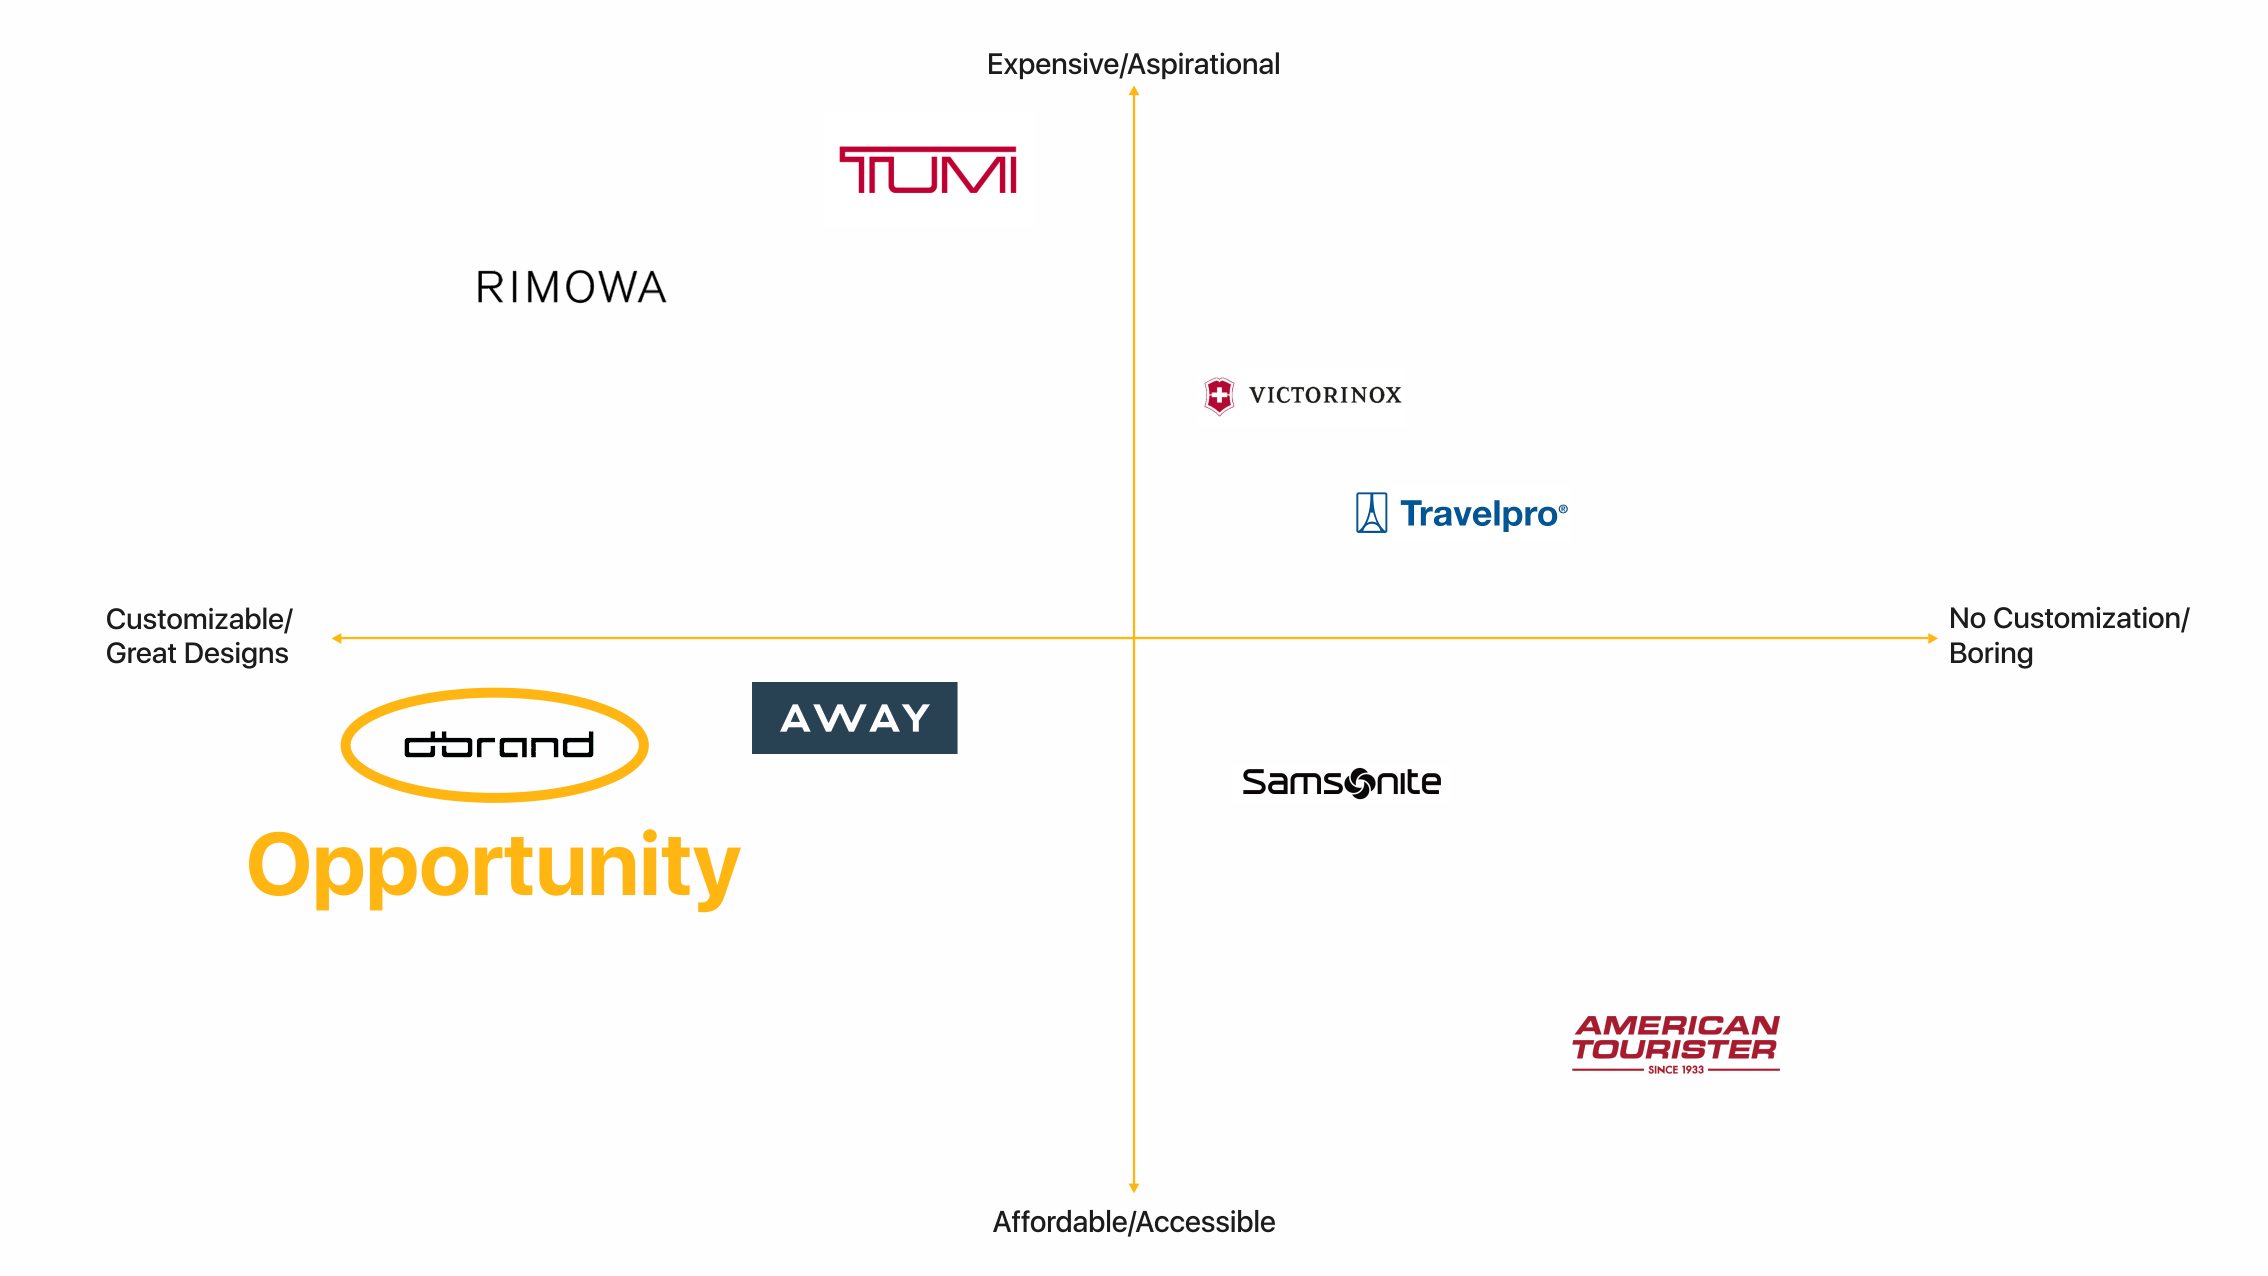 Expensive/Aspirational
TUMI
RIMOWA
VICTORINOX
Travelpro®
Customizable/
Great Designs
No Customization/
Boring
AWAY
dbrand
Samsonite
Opportunity
AMERICAN
TOURISTER
SINCE 1933
Affordable/Accessible